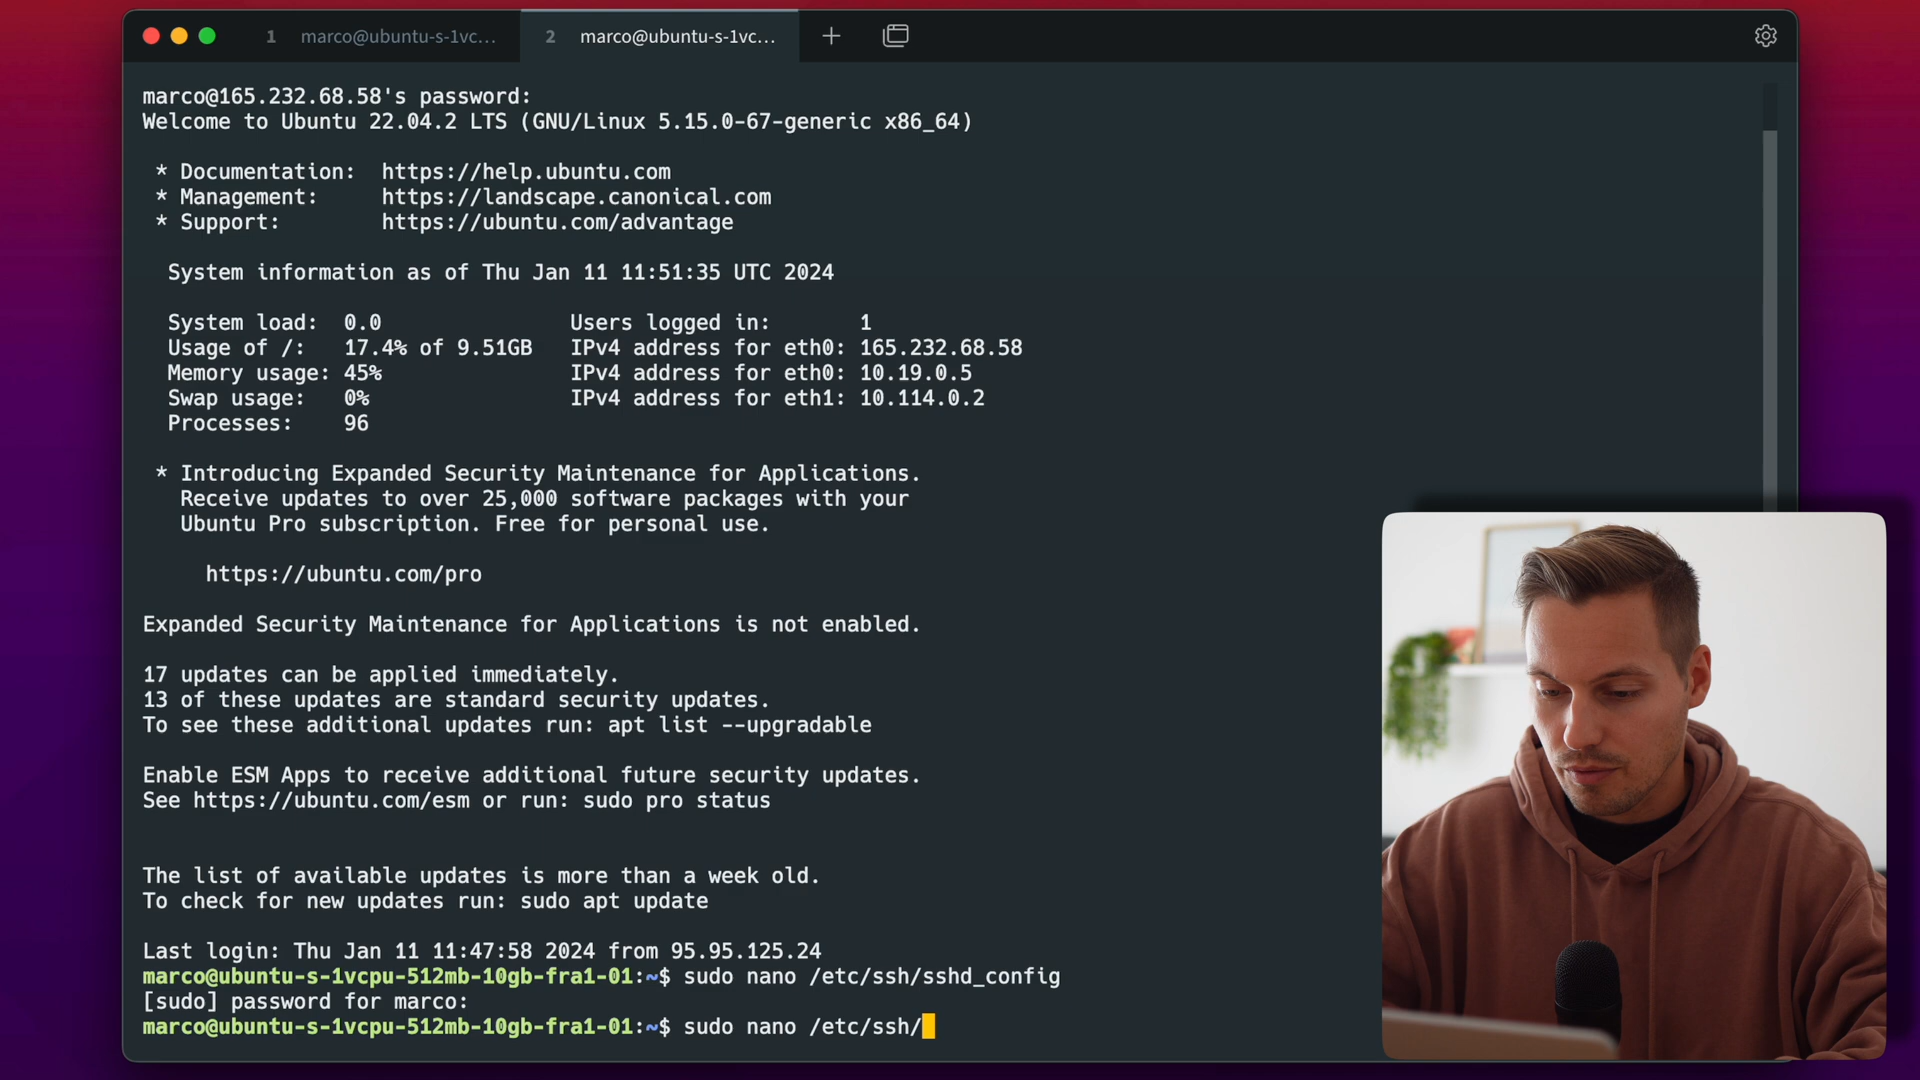 1 marco@ubuntu-s-1vc... 2 marco@ubuntu-s-1vc...
marco@165.232.68.58's password:
Welcome to Ubuntu 22.04.2 LTS (GNU/Linux 5.15.0-67-generic x86_64)
* Documentation: https://help.ubuntu.com
* Management: https://landscape.canonical.com
* Support: https://ubuntu.com/advantage
System information as of Thu Jan 11 11:51:35 UTC 2024
System load: 0.0 Users logged in: 1
Usage of /: 17.4% of 9.51GB IPv4 address for eth0: 165.232.68.58
Memory usage: 45% IPv4 address for eth0: 10.19.0.5
Swap usage: 0% IPv4 address for eth1: 10.114.0.2
Processes: 96
* Introducing Expanded Security Maintenance for Applications.
Receive updates to over 25,000 software packages with your
Ubuntu Pro subscription. Free for personal use.
https://ubuntu.com/pro
Expanded Security Maintenance for Applications is not enabled.
17 updates can be applied immediately.
13 of these updates are standard security updates.
To see these additional updates run: apt list --upgradable
Enable ESM Apps to receive additional future security updates.
See https://ubuntu.com/esm or run: sudo pro status
The list of available updates is more than a week old.
To check for new updates run: sudo apt update
Last login: Thu Jan 11 11:47:58 2024 from 95.95.125.24
marco@ubuntu-s-1vcpu-512mb-10gb-fra1-01:~$ sudo nano /etc/ssh/sshd_config
[sudo] password for marco:
marco@ubuntu-s-1vcpu-512mb-10gb-fra1-01:~$ sudo nano /etc/ssh/